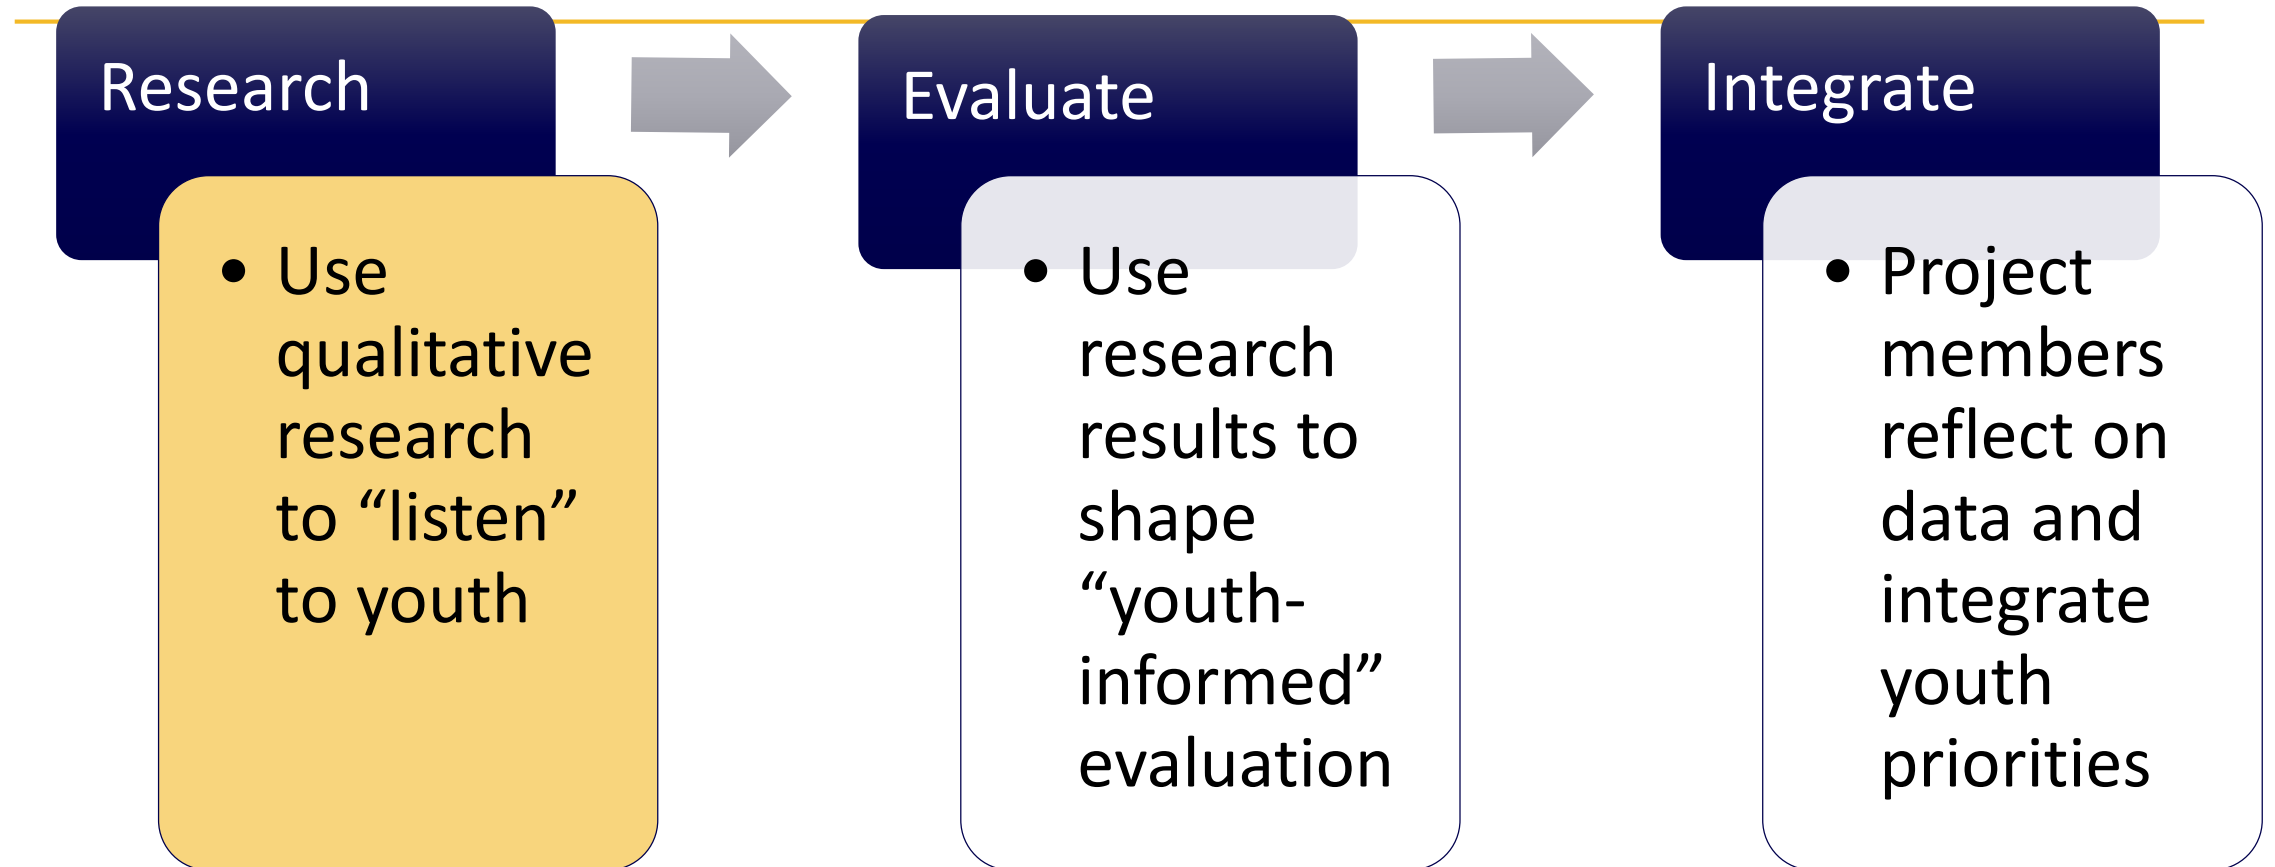 Research
• Use
qualitative
research
to “listen”
to youth
Evaluate
• Use
research
results to
shape
“youth-
informed”
evaluation
Integrate
• Project
members
reflect on
data and
integrate
youth
priorities